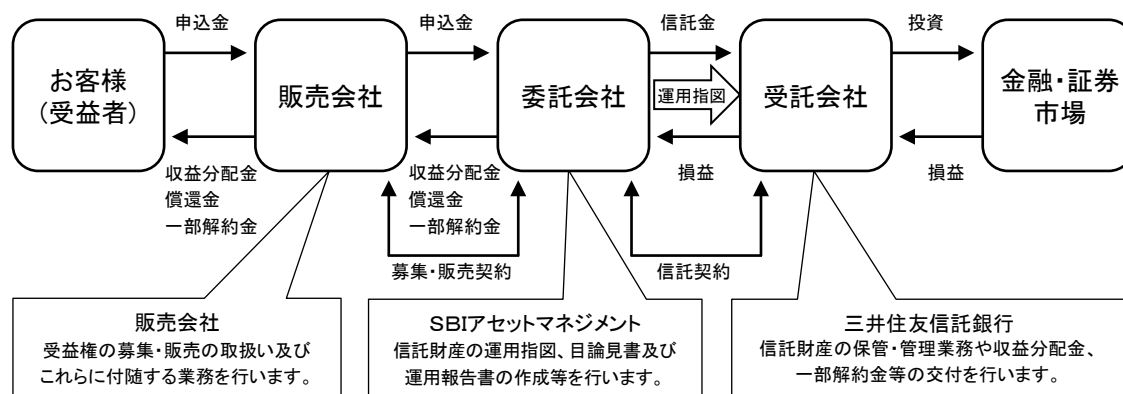 申込金
申込金
信託金
投資
お客様
(受益者)
販売会社
委託会社
運用指図
受託会社
金融・証券
市場
収益分配金
償還金
一部解約金
収益分配金
償還金
一部解約金
損益
損益
募集・販売契約
信託契約
販売会社
受益権の募集・販売の取扱い及び
これらに付随する業務を行います。
SBIアセットマネジメント
信託財産の運用指図、目論見書及び
運用報告書の作成等を行います。
三井住友信託銀行
信託財産の保管・管理業務や収益分配金、
一部解約金等の交付を行います。